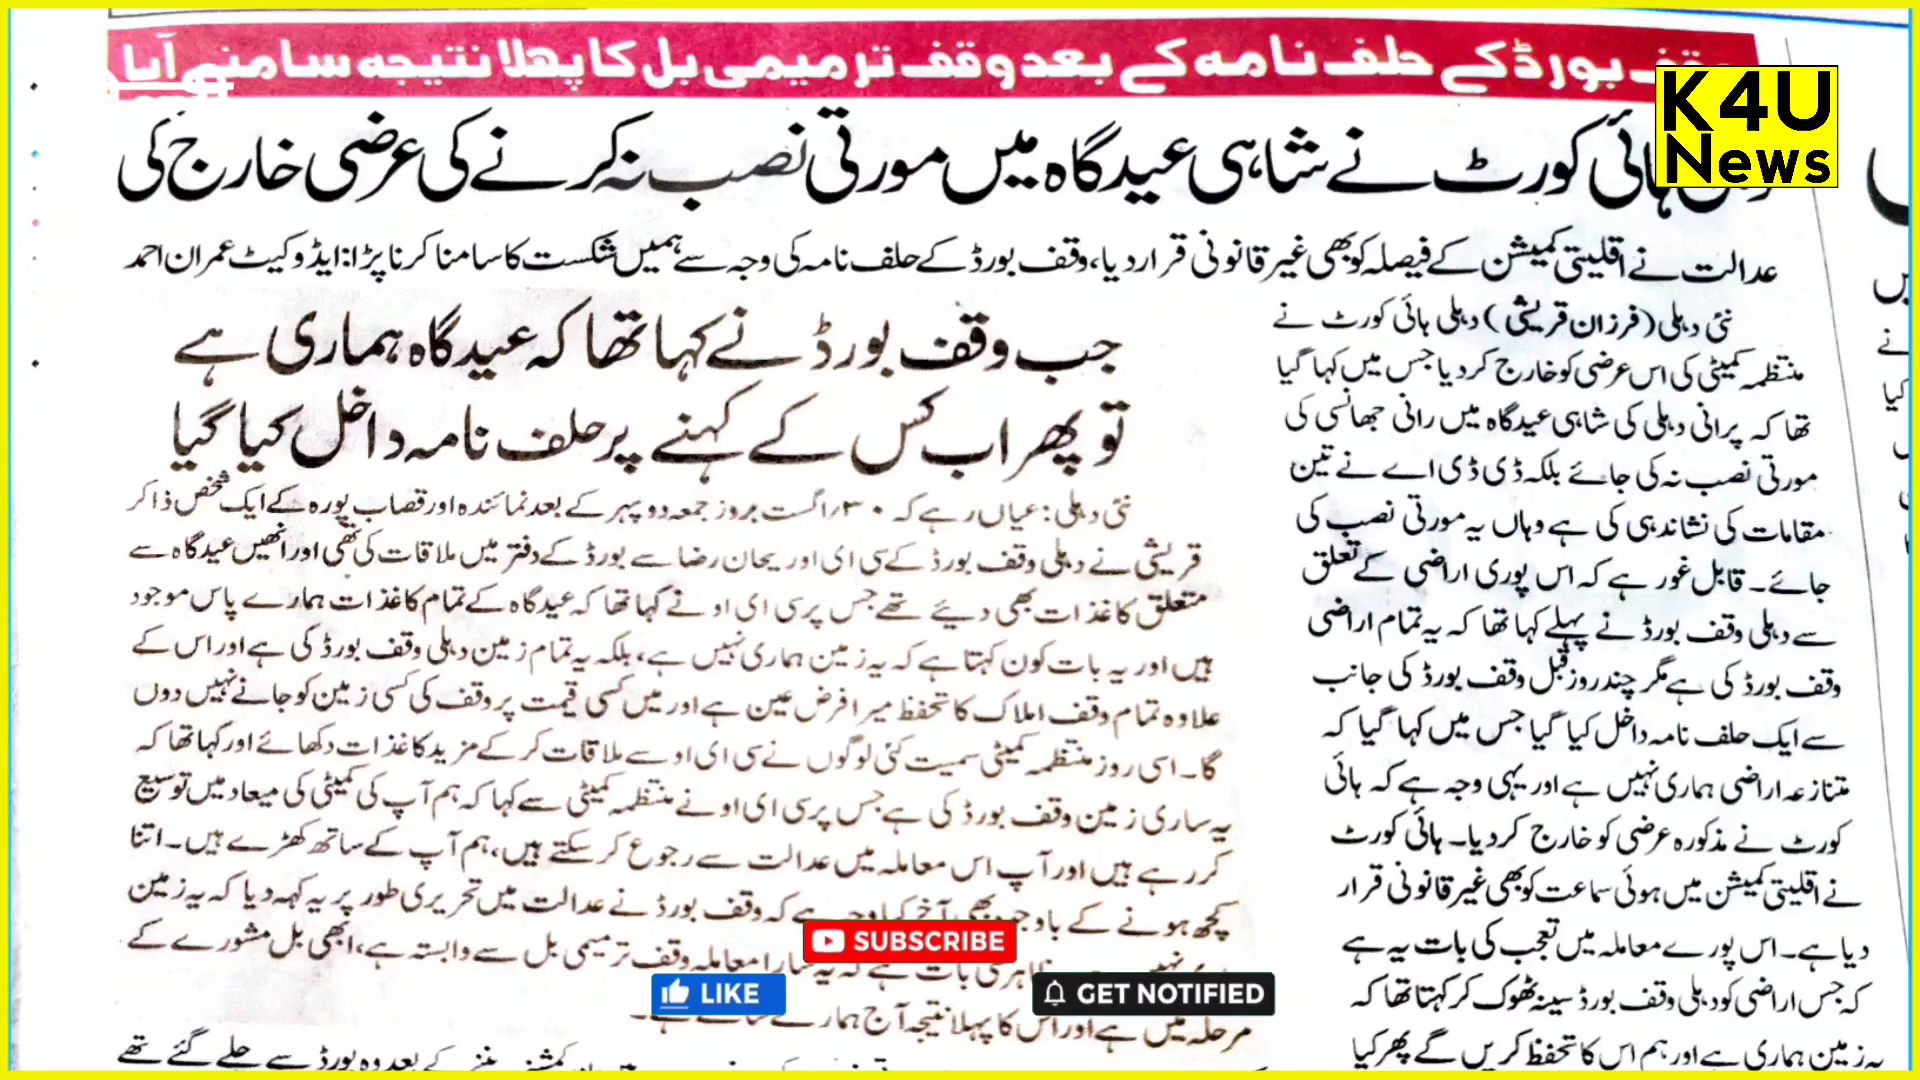 وقف بورڈ کے حلف نامہ کے بعد وقف ترمیمی بل کا پہلا نتیجہ سامنے آیا
K4U
News
ہائی کورٹ نے شاہی عیدگاہ میں مورتی نصب نہ کرنے کی عرضی خارج کی
عدالت نے اقلیتی کمیشن کے فیصلہ کو بھی غیر قانونی قرار دیا، وقف بورڈ کے حلف نامہ کی وجہ سے ہمیں شکست کا سامنا کرنا پڑا: ایڈوکیٹ عمران احمد
نئی دہلی (فرزان قریشی) دہلی ہائی کورٹ نے
منتظمہ کمیٹی کی اس عرضی کو خارج کر دیا جس میں کہا گیا
تھا کہ پرانی دہلی کی شاہی عیدگاہ میں رانی جھانسی کی
مورتی نصب نہ کی جائے بلکہ ڈی ڈی اے نے تین
مقامات کی نشاندہی کی ہے وہاں یہ مورتی نصب کی
جائے۔ قابل غور ہے کہ اس پوری اراضی کے تعلق
سے دہلی وقف بورڈ نے پہلے کہا تھا کہ یہ تمام اراضی
وقف بورڈ کی ہے مگر چند روز قبل وقف بورڈ کی جانب
سے ایک حلف نامہ داخل کیا گیا جس میں کہا گیا کہ
متنازعہ اراضی ہماری نہیں ہے اور یہی وجہ ہے کہ ہائی
کورٹ نے مذکورہ عرضی کو خارج کر دیا۔ ہائی کورٹ
نے اقلیتی کمیشن میں ہوئی سماعت کو بھی غیر قانونی قرار
دیا ہے۔ اس پورے معاملہ میں تعجب کی بات یہ ہے
کہ جس اراضی کو دہلی وقف بورڈ سینہ ٹھوک کر کہتا تھا کہ
یہ زمین ہماری ہے اور ہم اس کا تحفظ کریں گے پھر کیا
جب وقف بورڈ نے کہا تھا کہ عیدگاہ ہماری ہے
تو پھر اب کس کے کہنے پر حلف نامہ داخل کیا گیا
نئی دہلی: عیاں رہے کہ ۳۰؍اگست بروز جمعہ دوپہر کے بعد نمائندہ اور قصاب پورہ کے ایک شخص ذاکر
قریشی نے دہلی وقف بورڈ کے سی ای او ریحان رضا سے بورڈ کے دفتر میں ملاقات کی تھی اور انھیں عیدگاہ سے
متعلق کاغذات بھی دیئے تھے جس پر سی ای او نے کہا تھا کہ عیدگاہ کے تمام کاغذات ہمارے پاس موجود
ہیں اور یہ بات کون کہتا ہے کہ یہ زمین ہماری نہیں ہے، بلکہ یہ تمام زمین دہلی وقف بورڈ کی ہے اور اس کے
علاوہ تمام وقف املاک کا تحفظ میرا فرض عین ہے اور میں کسی قیمت پر وقف کی کسی زمین کو جانے نہیں دوں
گا۔ اسی روز منتظمہ کمیٹی سمیت کئی لوگوں نے سی ای او سے ملاقات کر کے مزید کاغذات دکھائے اور کہا تھا کہ
یہ ساری زمین وقف بورڈ کی ہے جس پر سی ای او نے منتظمہ کمیٹی سے کہا کہ ہم آپ کی کمیٹی کی میعاد میں توسیع
کر رہے ہیں اور آپ اس معاملہ میں عدالت سے رجوع کر سکتے ہیں، ہم آپ کے ساتھ کھڑے ہیں۔ اتنا
کچھ ہونے کے باوجود بھی آخر کیا وجہ ہے کہ وقف بورڈ نے عدالت میں تحریری طور پر یہ کہہ دیا کہ یہ زمین
ظاہری بات ہے کہ یہ سارا معاملہ وقف ترمیمی بل سے وابستہ ہے، ابھی بل مشورے کے
مرحلہ میں ہے اور اس کا پہلا نتیجہ آج ہمارے سامنے ہے۔
کے بعد وہ بورڈ سے چلے گئے تھے
SUBSCRIBE
LIKE
GET NOTIFIED